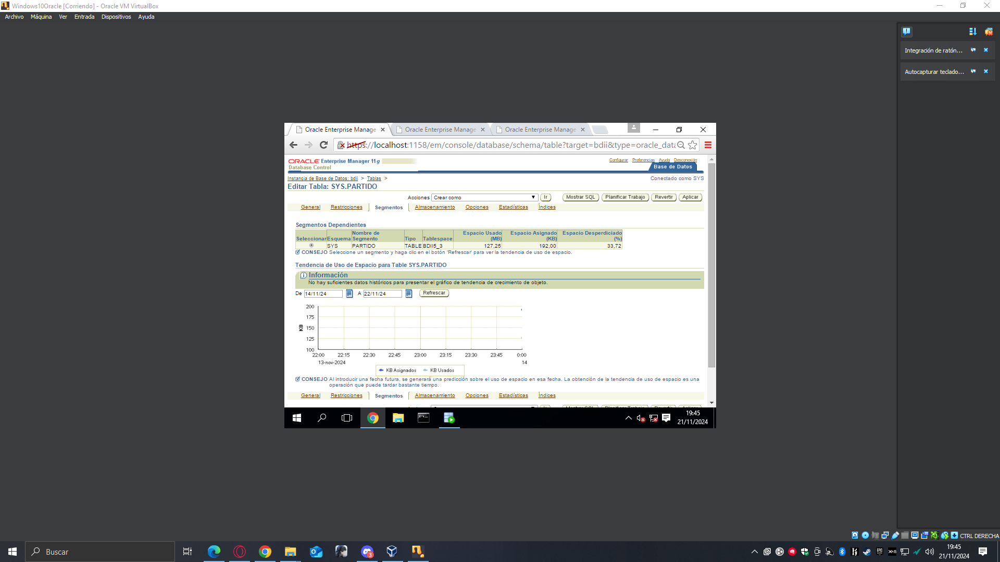 Windows10Oracle [Corriendo] - Oracle VM VirtualBox
Archivo Máquina Ver Entrada Dispositivos Ayuda
Integración de ratón...
Autocapturar teclado...
Oracle Enterprise Manage Oracle Enterprise Manage Oracle Enterprise Manage
https://localhost:1158/em/console/database/schema/table?target=bdii&type=oracle_data
ORACLE Enterprise Manager 11g
Database Control
Configurar Preferencias Ayuda Desconexión
Base de Datos
Instancia de Base de Datos: bdii > Tablas >
Conectado como SYS
Editar Tabla: SYS.PARTIDO
Acciones Crear como Ir Mostrar SQL Planificar Trabajo Revertir Aplicar
General Restricciones Segmentos Almacenamiento Opciones Estadísticas Índices
Segmentos Dependientes
Seleccionar Esquema Nombre de Segmento Tipo Tablespace Espacio Usado (MB) Espacio Asignado (KB) Espacio Desperdiciado (%)
SYS PARTIDO TABLE BDII5_3 127,25 192,00 33,72
CONSEJO Seleccione un segmento y haga clic en el botón 'Refrescar' para ver la tendencia de uso de espacio.
Tendencia de Uso de Espacio para Table SYS.PARTIDO
Información
No hay suficientes datos históricos para presentar el gráfico de tendencia de crecimiento de objeto.
De 14/11/24 A 22/11/24 Refrescar
200
175
150
125
100
KB
22:00 22:15 22:30 22:45 23:00 23:15 23:30 23:45 0:00
13-nov-2024 14
KB Asignados KB Usados
CONSEJO Al introducir una fecha futura, se generará una predicción sobre el uso de espacio en esa fecha. La obtención de la tendencia de uso de espacio es una
operación que puede tardar bastante tiempo.
General Restricciones Segmentos Almacenamiento Opciones Estadísticas Índices
19:45
21/11/2024
CTRL DERECHA
Buscar
3
19:45
21/11/2024